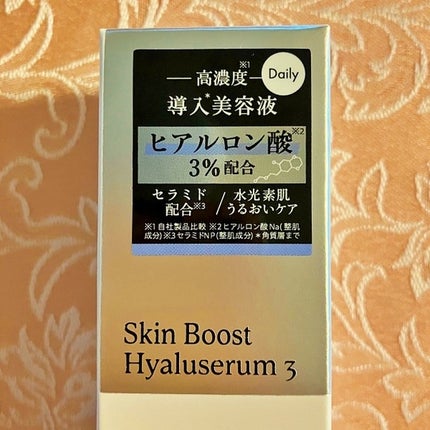 Daily
高濃度※1
導入*美容液
ヒアルロン酸※2
3%配合
セラミド / 水光素肌
配合※3 うるおいケア
※1自社製品比較 ※2ヒアルロン酸Na(整肌
成分)※3セラミドNP(整肌成分)*角質層まで
Skin Boost
Hyaluserum 3